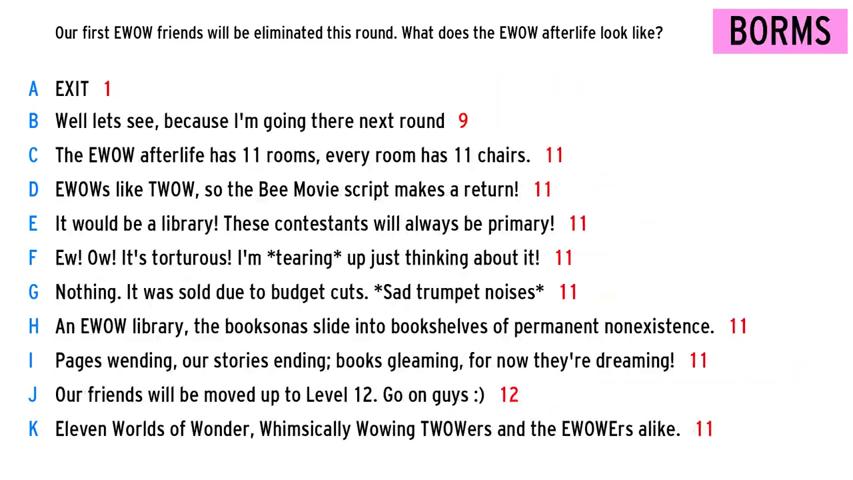 Our first EWOW friends will be eliminated this round. What does the EWOW afterlife look like?
BORMS
A EXIT 1
B Well lets see, because I'm going there next round 9
C The EWOW afterlife has 11 rooms, every room has 11 chairs. 11
D EWOWs like TWOW, so the Bee Movie script makes a return! 11
E It would be a library! These contestants will always be primary! 11
F Ew! Ow! It's torturous! I'm *tearing* up just thinking about it! 11
G Nothing. It was sold due to budget cuts. *Sad trumpet noises* 11
H An EWOW library, the booksonas slide into bookshelves of permanent nonexistence. 11
I Pages wending, our stories ending; books gleaming, for now they're dreaming! 11
J Our friends will be moved up to Level 12. Go on guys :) 12
K Eleven Worlds of Wonder, Whimsically Wowing TWOWers and the EWOWErs alike. 11